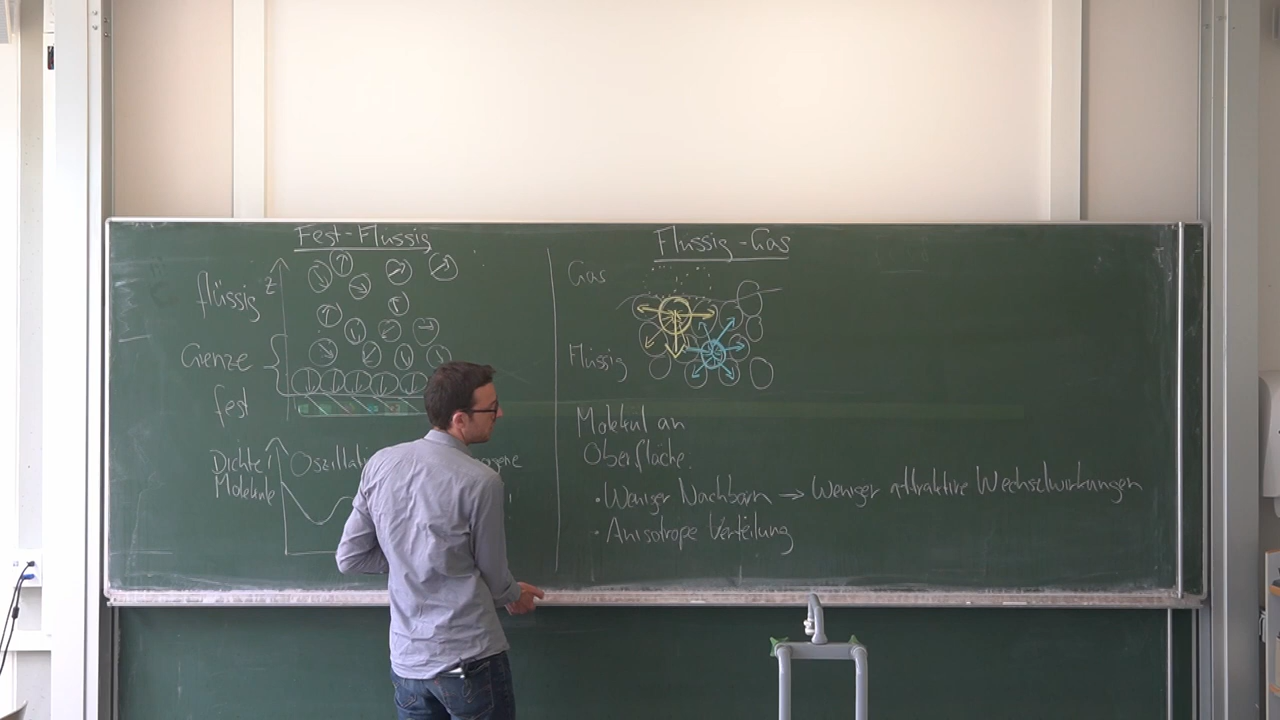 Fest-Flüssig
flüssig
z
Grenze
fest
Dichte
Moleküle
Flüssig-Gas
Gas
Flüssig
Molekül an
Oberfläche:
• Weniger Nachbarn → Weniger attraktive Wechselwirkungen
• Anisotrope Verteilung